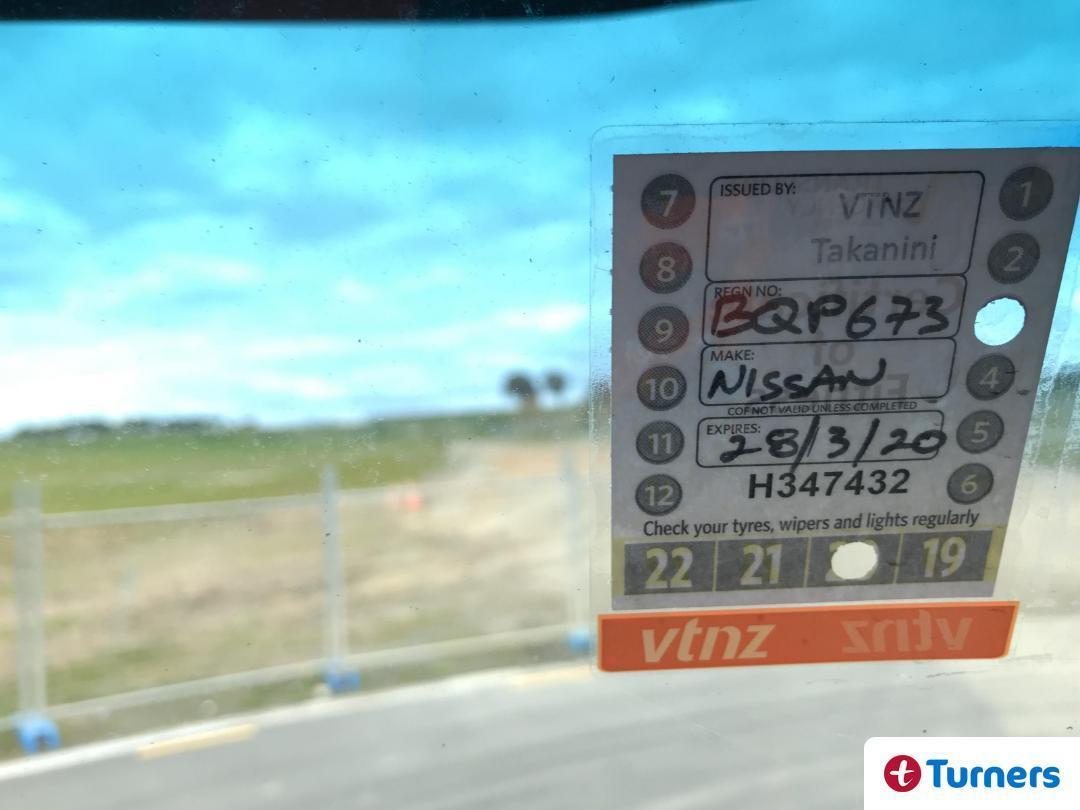 7
1
ISSUED BY:
VTNZ
Takanini
8
2
REGN NO:
BQP673
9
MAKE:
NISSAN
10
4
COF NOT VALID UNLESS COMPLETED
EXPIRES:
28/3/20
11
5
H347432
12
6
Check your tyres, wipers and lights regularly
22 21 19
vtnz vtnz
t Turners